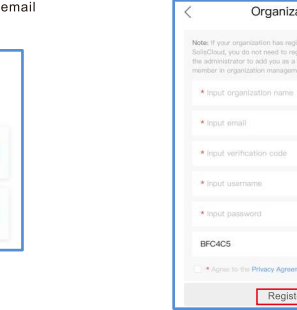 email
Organiza
Note: If your organization has regi
SolisCloud, you do not need to reg
the administrator to add you as a
member in organization managem
* Input organization name
* Input email
* Input verification code
* Input username
* Input password
BFC4C5
* Agree to the Privacy Agreem
Registe